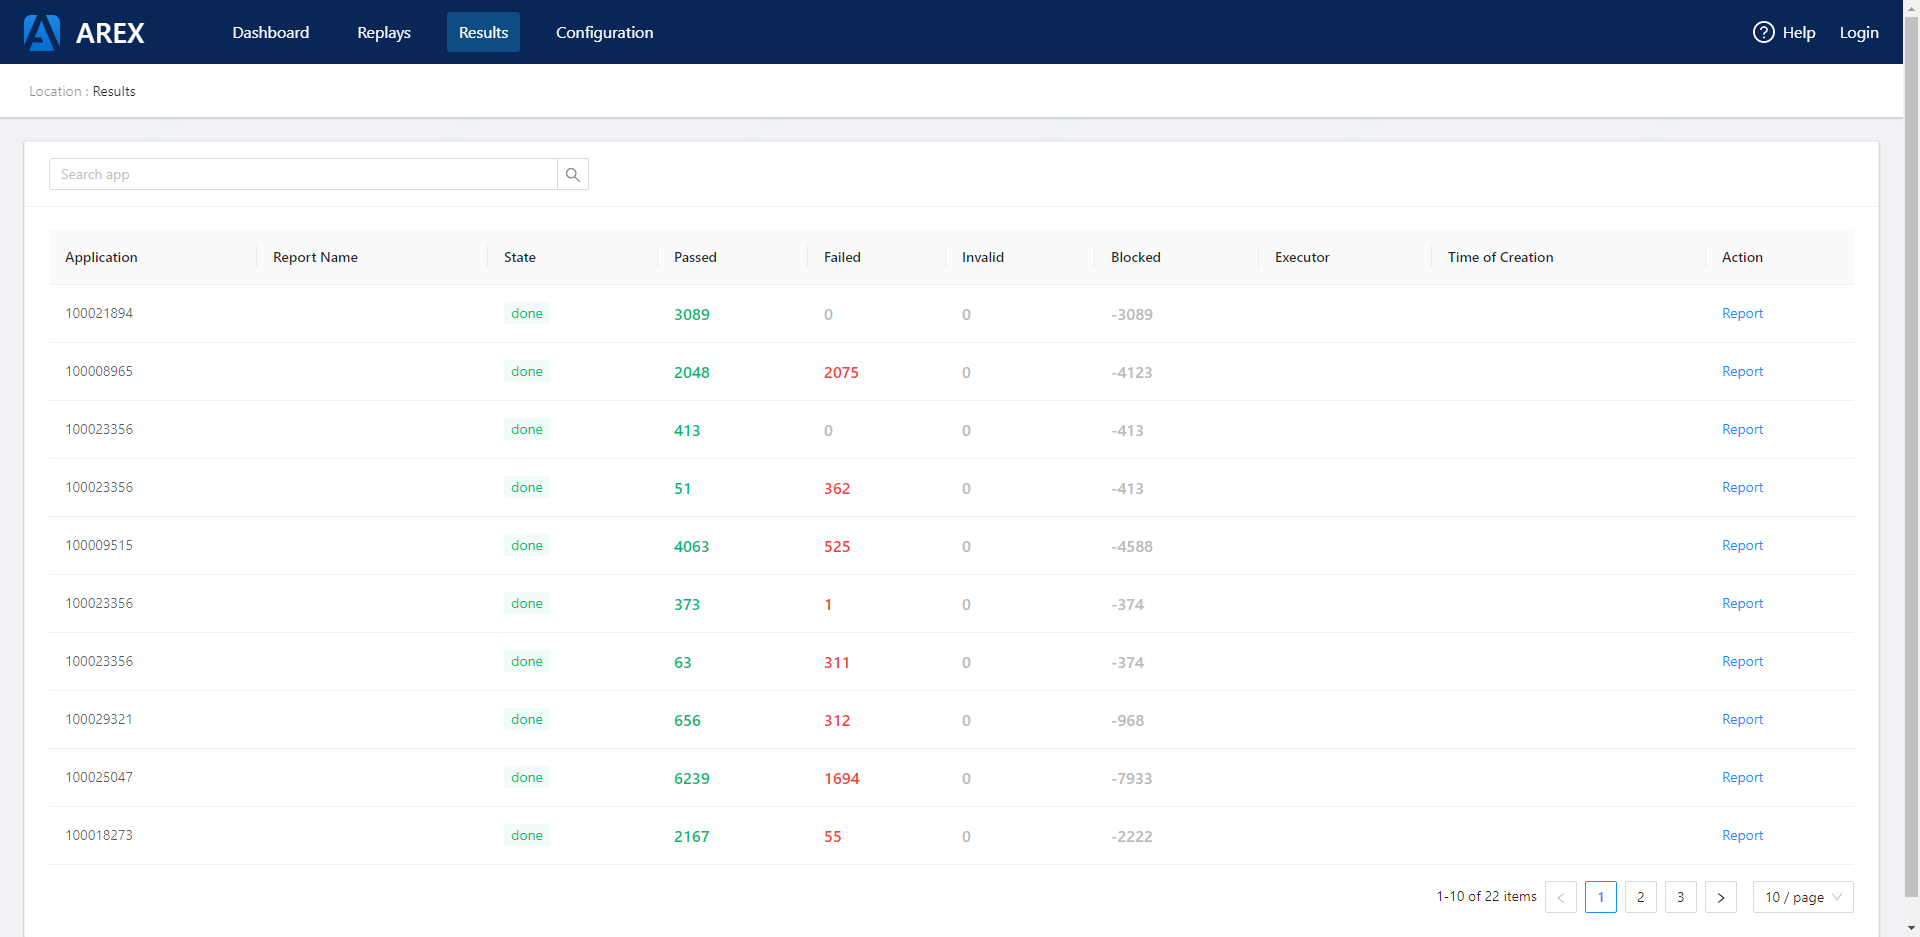 AREX Dashboard Replays Results Configuration Help Login
Location : Results
Search app
Application Report Name State Passed Failed Invalid Blocked Executor Time of Creation Action
100021894 done 3089 0 0 -3089 Report
100008965 done 2048 2075 0 -4123 Report
100023356 done 413 0 0 -413 Report
100023356 done 51 362 0 -413 Report
100009515 done 4063 525 0 -4588 Report
100023356 done 373 1 0 -374 Report
100023356 done 63 311 0 -374 Report
100029321 done 656 312 0 -968 Report
100025047 done 6239 1694 0 -7933 Report
100018273 done 2167 55 0 -2222 Report
1-10 of 22 items < 1 2 3 > 10 / page